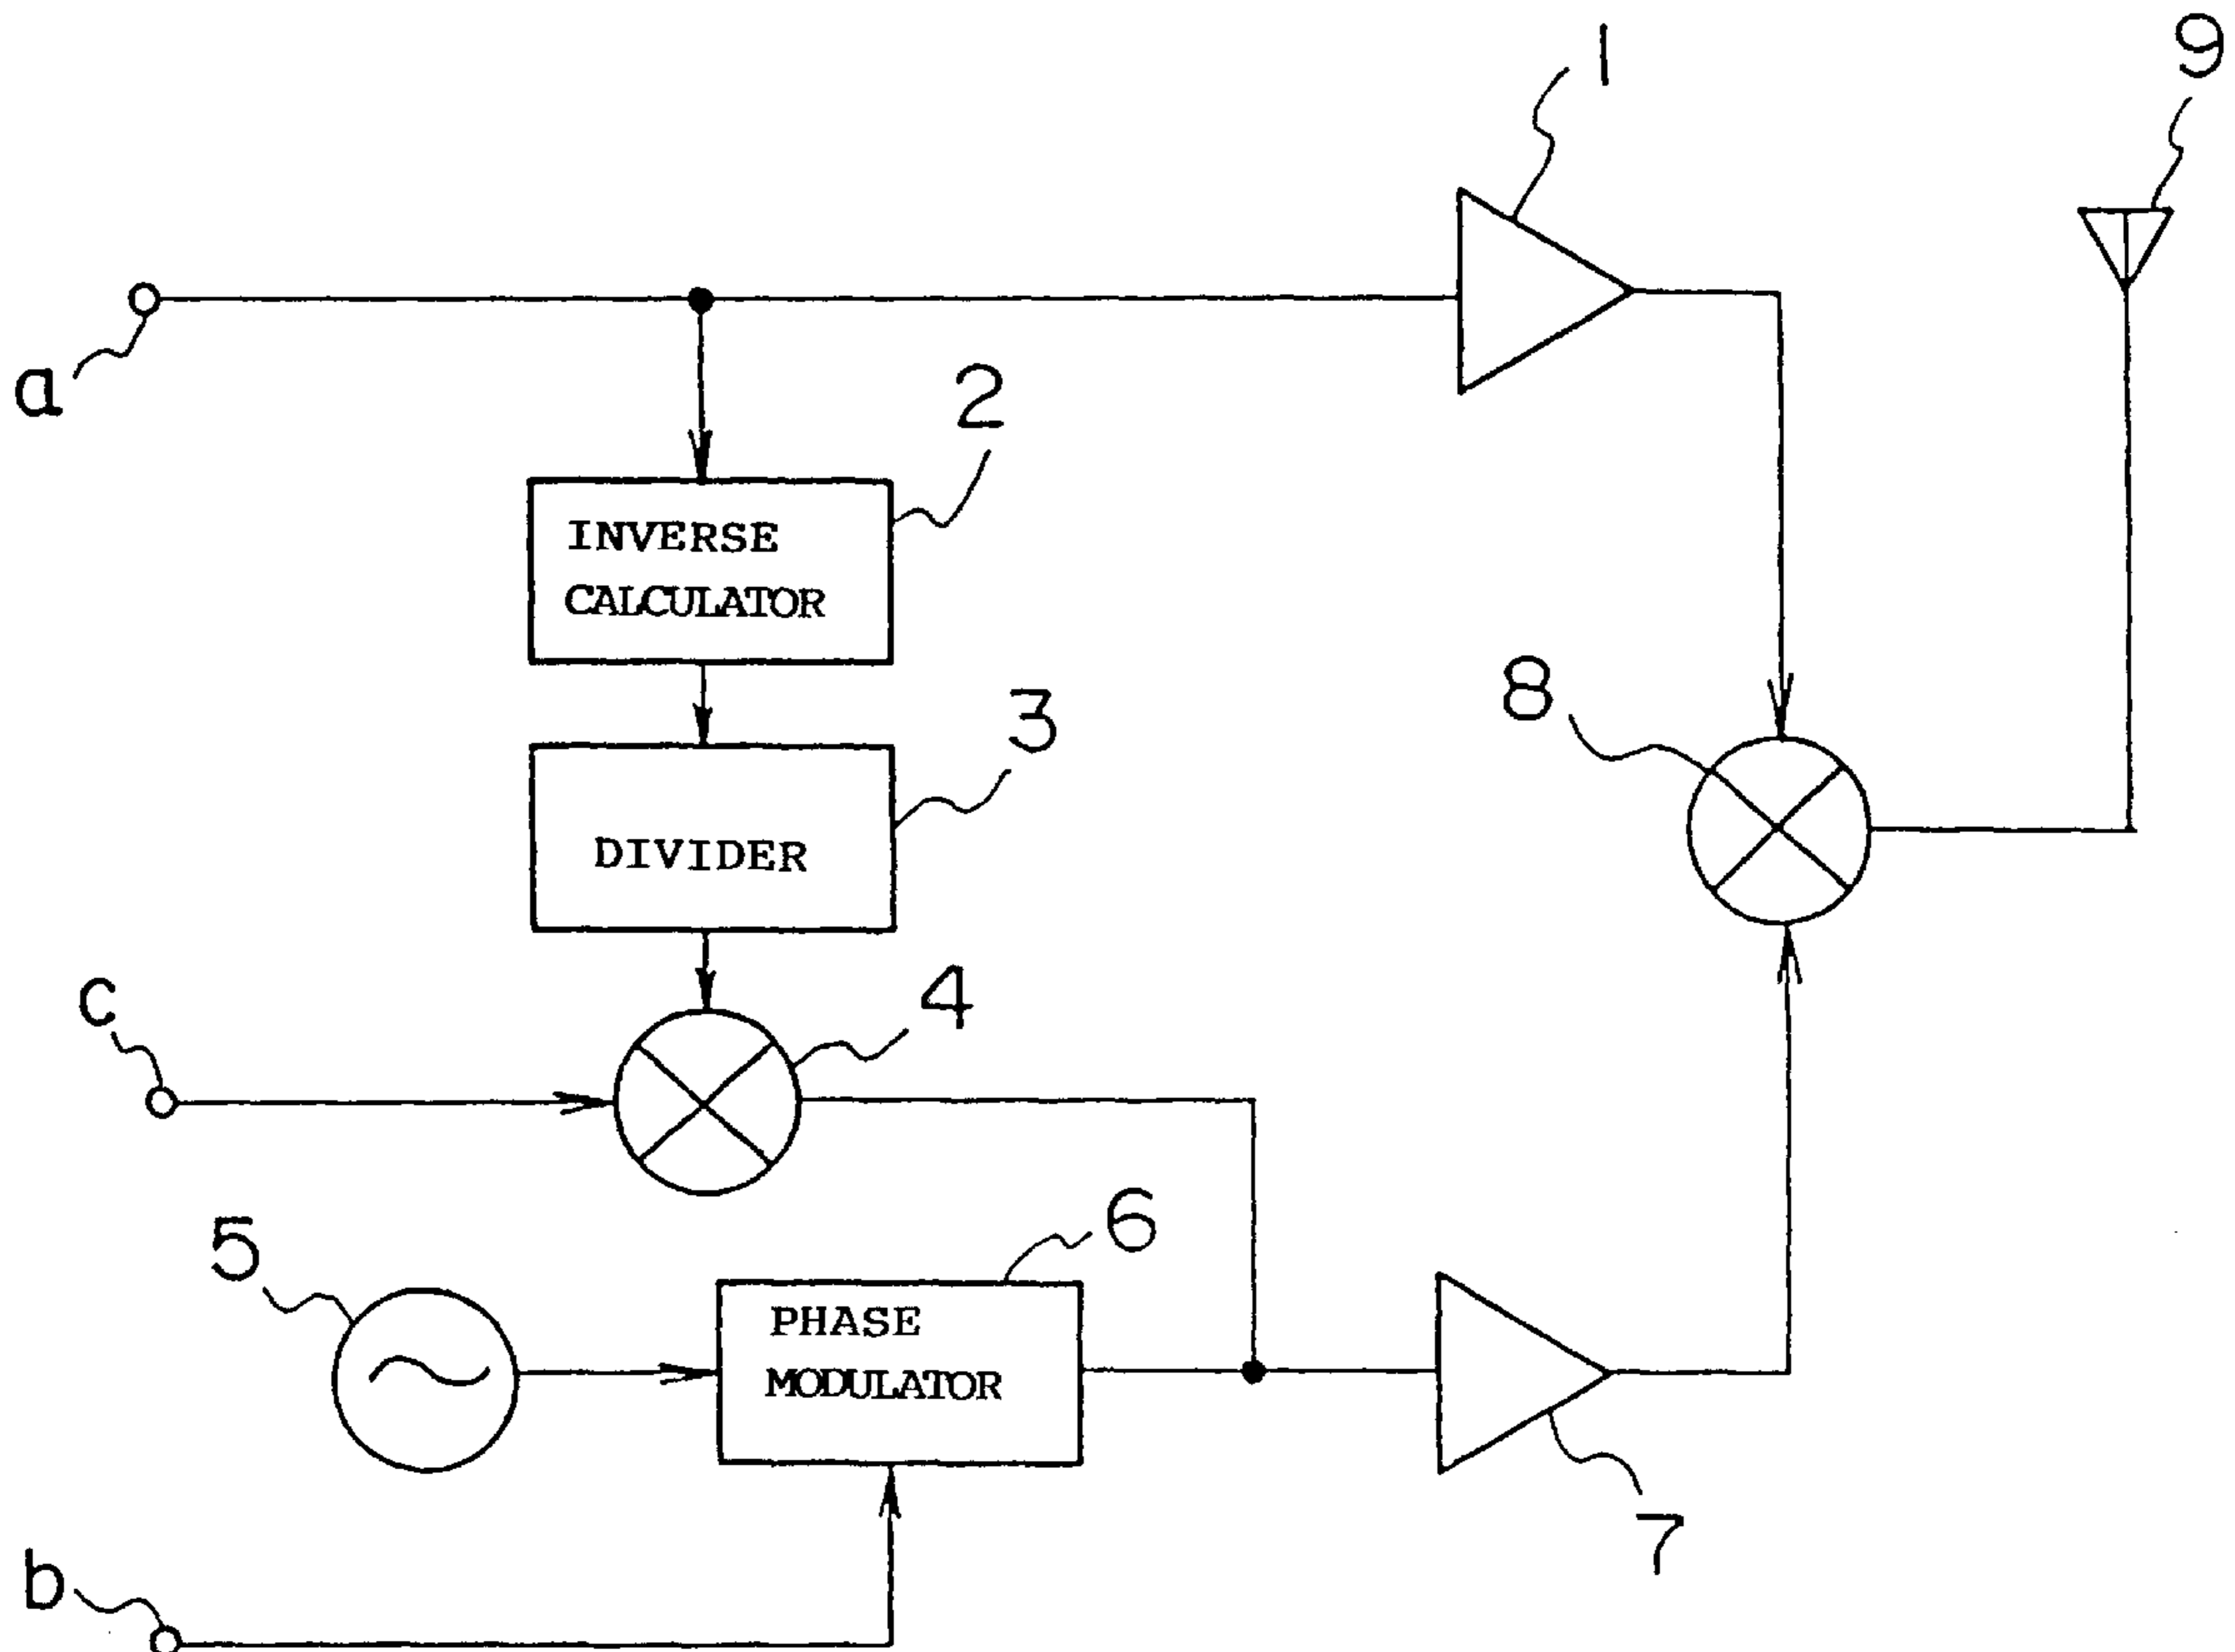 1
9
a
2
INVERSE
CALCULATOR
3
8
DIVIDER
c
4
5
6
PHASE
MODULATOR
7
b